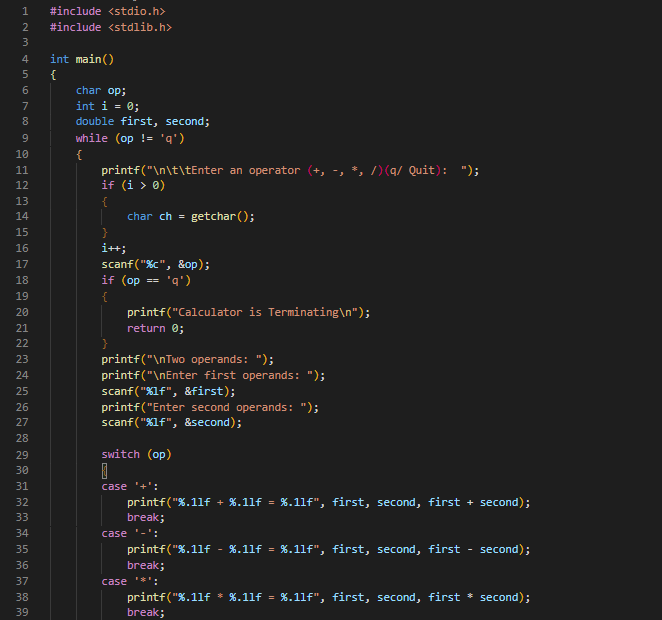 1 #include <stdio.h>
2 #include <stdlib.h>
3
4 int main()
5 {
6     char op;
7     int i = 0;
8     double first, second;
9     while (op != 'q')
10     {
11         printf("\n\t\tEnter an operator (+, -, *, /)(q/ Quit):  ");
12         if (i > 0)
13         {
14             char ch = getchar();
15         }
16         i++;
17         scanf("%c", &op);
18         if (op == 'q')
19         {
20             printf("Calculator is Terminating\n");
21             return 0;
22         }
23         printf("\nTwo operands: ");
24         printf("\nEnter first operands: ");
25         scanf("%lf", &first);
26         printf("Enter second operands: ");
27         scanf("%lf", &second);
28
29         switch (op)
30         {
31         case '+':
32             printf("%.1lf + %.1lf = %.1lf", first, second, first + second);
33             break;
34         case '-':
35             printf("%.1lf - %.1lf = %.1lf", first, second, first - second);
36             break;
37         case '*':
38             printf("%.1lf * %.1lf = %.1lf", first, second, first * second);
39             break;